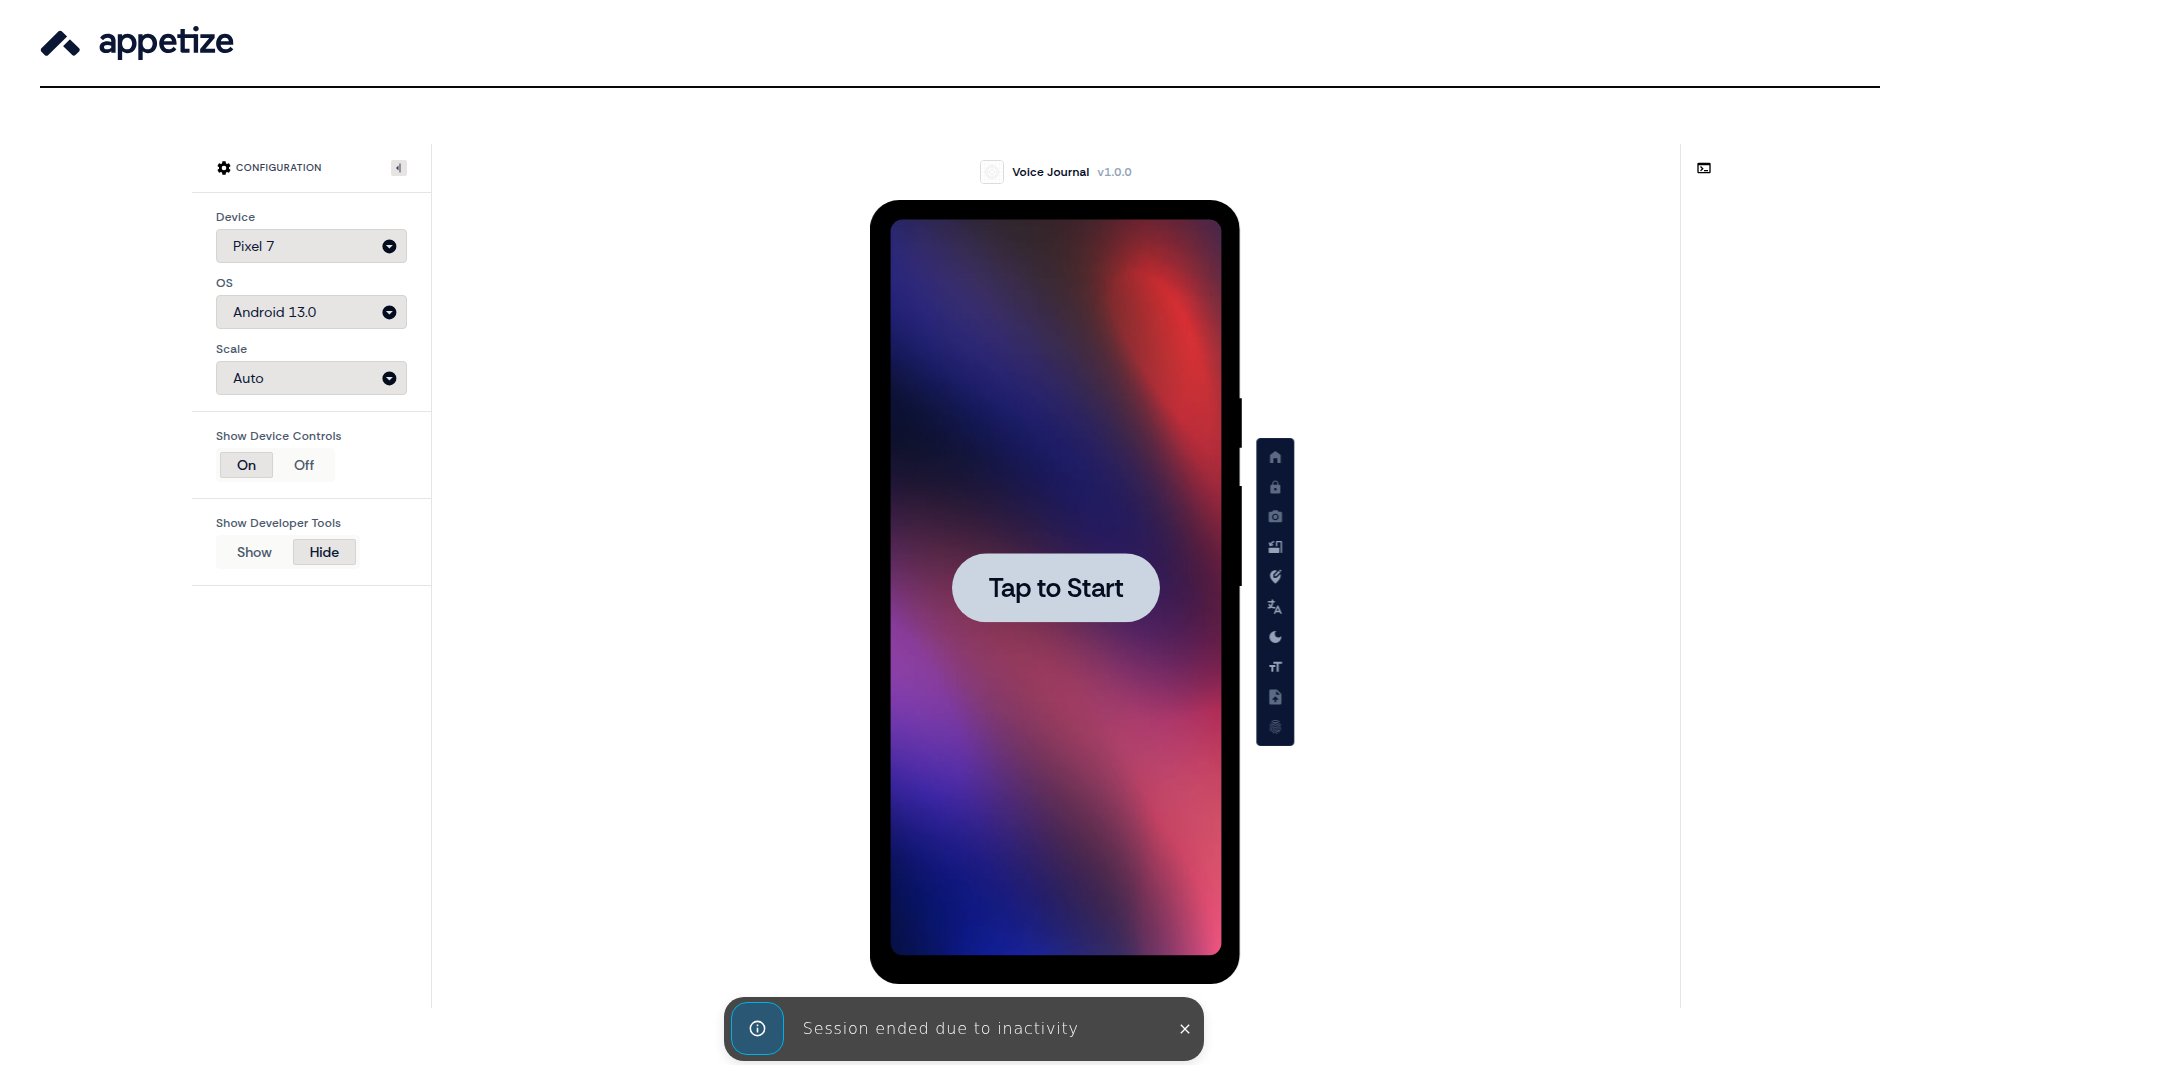 appetize
CONFIGURATION
Device
Pixel 7
OS
Android 13.0
Scale
Auto
Show Device Controls
On Off
Show Developer Tools
Show Hide
Voice Journal v1.0.0
Tap to Start
Session ended due to inactivity